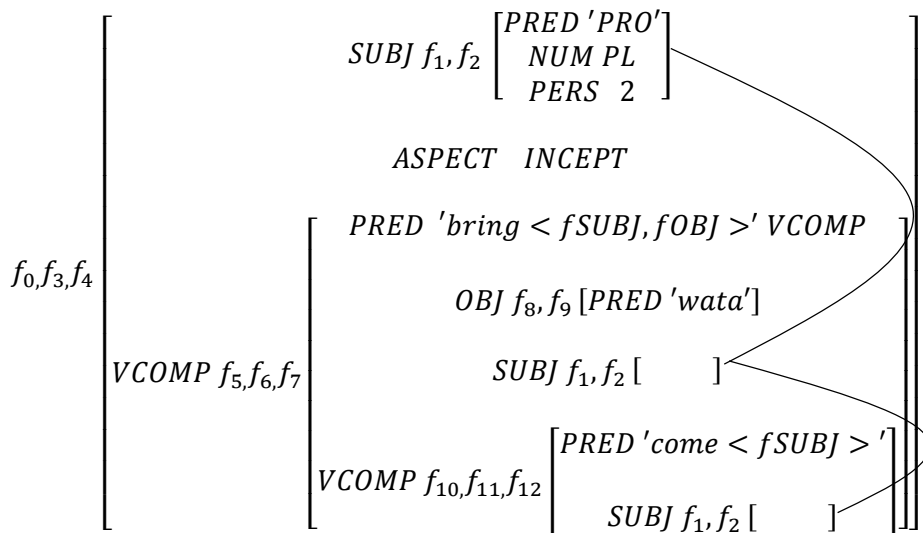 SUBJ f₁, f₂ [PRED 'PRO'
NUM PL
PERS 2]
ASPECT INCEPT
PRED 'bring < fSUBJ, fOBJ >' VCOMP
f₀,f₃,f₄
OBJ f₈, f₉ [PRED 'wata']
VCOMP f₅,f₆,f₇
SUBJ f₁, f₂ [ ]
PRED 'come < fSUBJ > '
VCOMP f₁₀,f₁₁,f₁₂
SUBJ f₁, f₂ [ ]